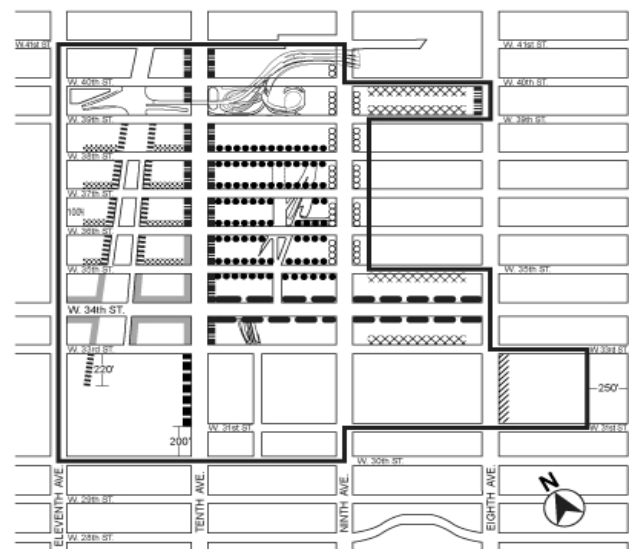 W.41st ST.
W. 41st ST.
W. 40th ST.
W. 40th ST.
W. 39th ST.
W. 39th ST.
W. 38th ST.
W. 37th ST.
100'
W. 36th ST.
W. 35th ST.
W. 35th ST.
W. 34th ST.
W. 33rd ST.
W. 33rd ST
220'
250'
W. 31st ST
W. 31st ST
200'
W. 30th ST.
ELEVENTH AVE.
TENTH AVE.
NINTH AVE.
EIGHTH AVE.
N
W. 29th ST.
W. 28th ST.